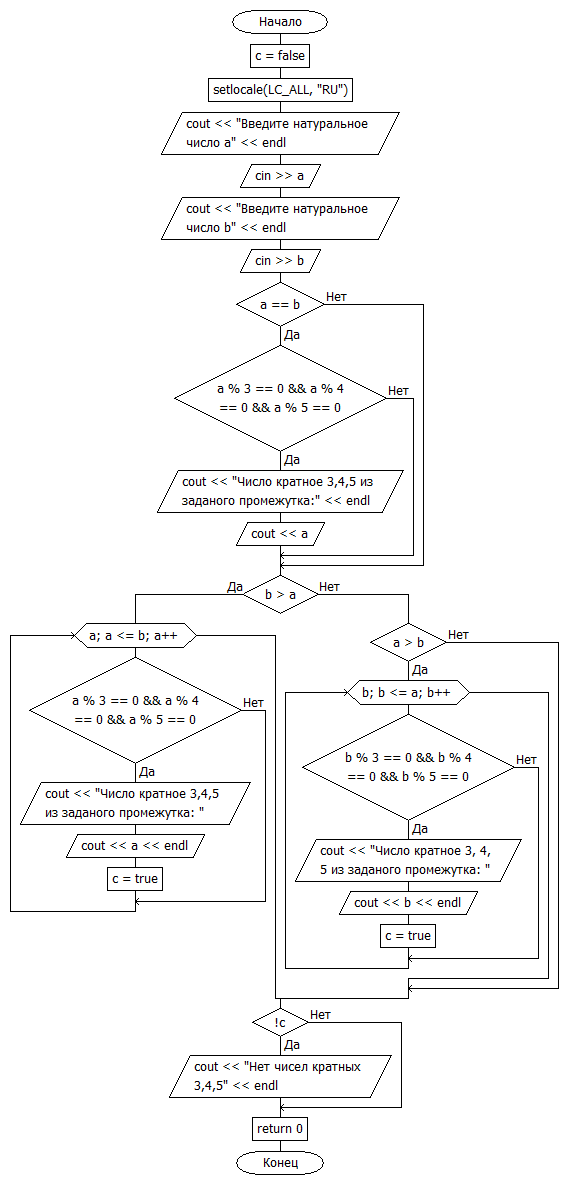 Начало
c = false
setlocale(LC_ALL, "RU")
cout << "Введите натуральное
число a" << endl
cin >> a
cout << "Введите натуральное
число b" << endl
cin >> b
a == b
Нет
Да
a % 3 == 0 && a % 4
== 0 && a % 5 == 0
Нет
Да
cout << "Число кратное 3,4,5 из
заданого промежутка:" << endl
cout << a
b > a
Да
Нет
a; a <= b; a++
a % 3 == 0 && a % 4
== 0 && a % 5 == 0
Нет
Да
cout << "Число кратное 3,4,5
из заданого промежутка: "
cout << a << endl
c = true
a > b
Нет
Да
b; b <= a; b++
b % 3 == 0 && b % 4
== 0 && b % 5 == 0
Нет
Да
cout << "Число кратное 3, 4,
5 из заданого промежутка: "
cout << b << endl
c = true
!c
Нет
Да
cout << "Нет чисел кратных
3,4,5" << endl
return 0
Конец